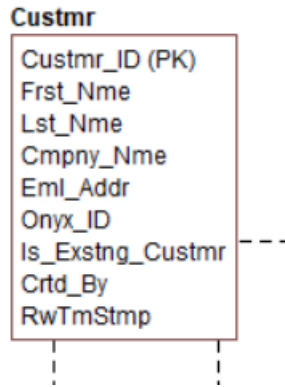 Custmr
Custmr_ID (PK)
Frst_Nme
Lst_Nme
Cmpny_Nme
Eml_Addr
Onyx_ID
Is_Exstng_Custmr
Crtd_By
RwTmStmp